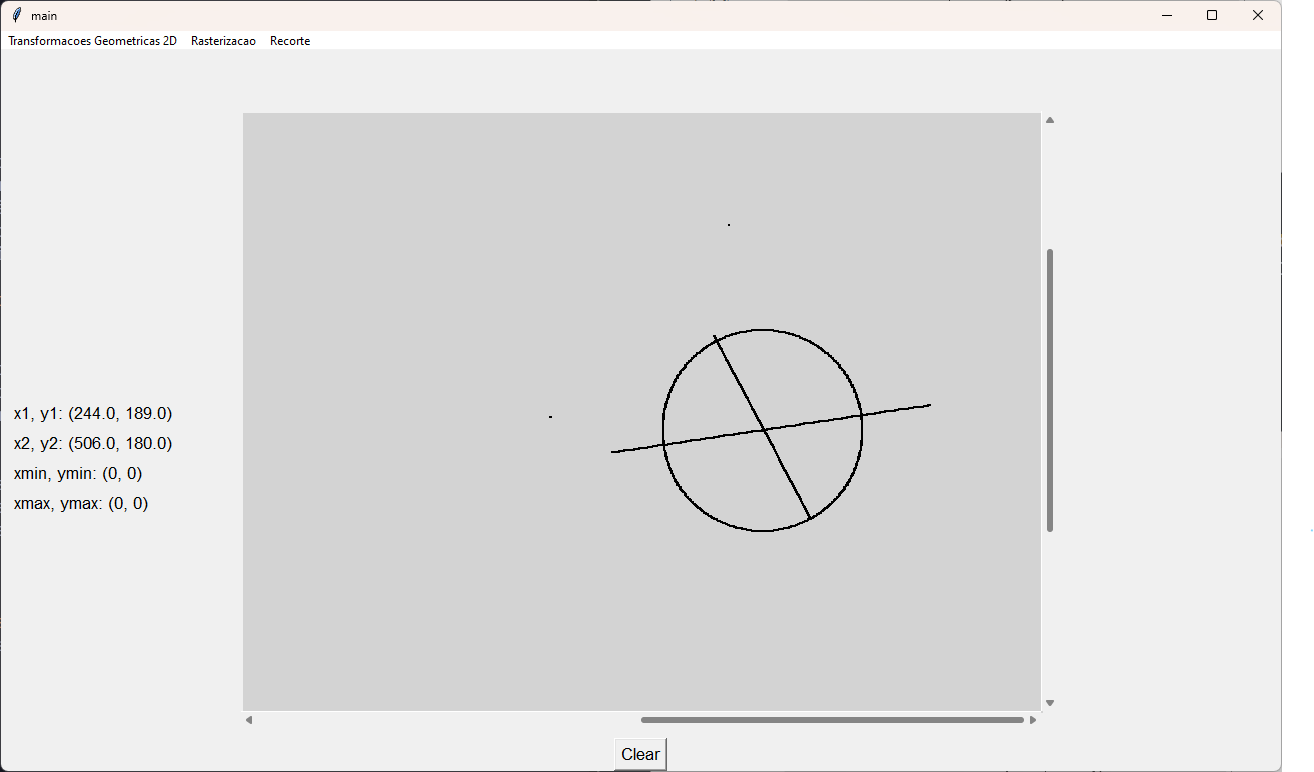 main
Transformacoes Geometricas 2D Rasterizacao Recorte
x1, y1: (244.0, 189.0)
x2, y2: (506.0, 180.0)
xmin, ymin: (0, 0)
xmax, ymax: (0, 0)
Clear